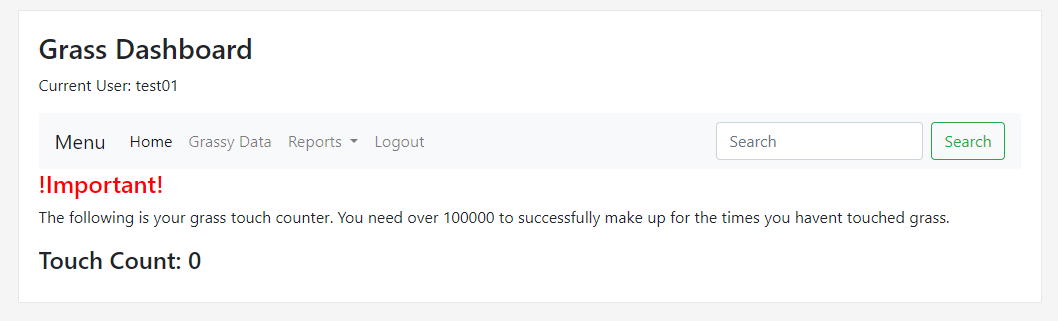 Grass Dashboard
Current User: test01
Menu Home Grassy Data Reports Logout Search Search
!Important!
The following is your grass touch counter. You need over 100000 to successfully make up for the times you havent touched grass.
Touch Count: 0